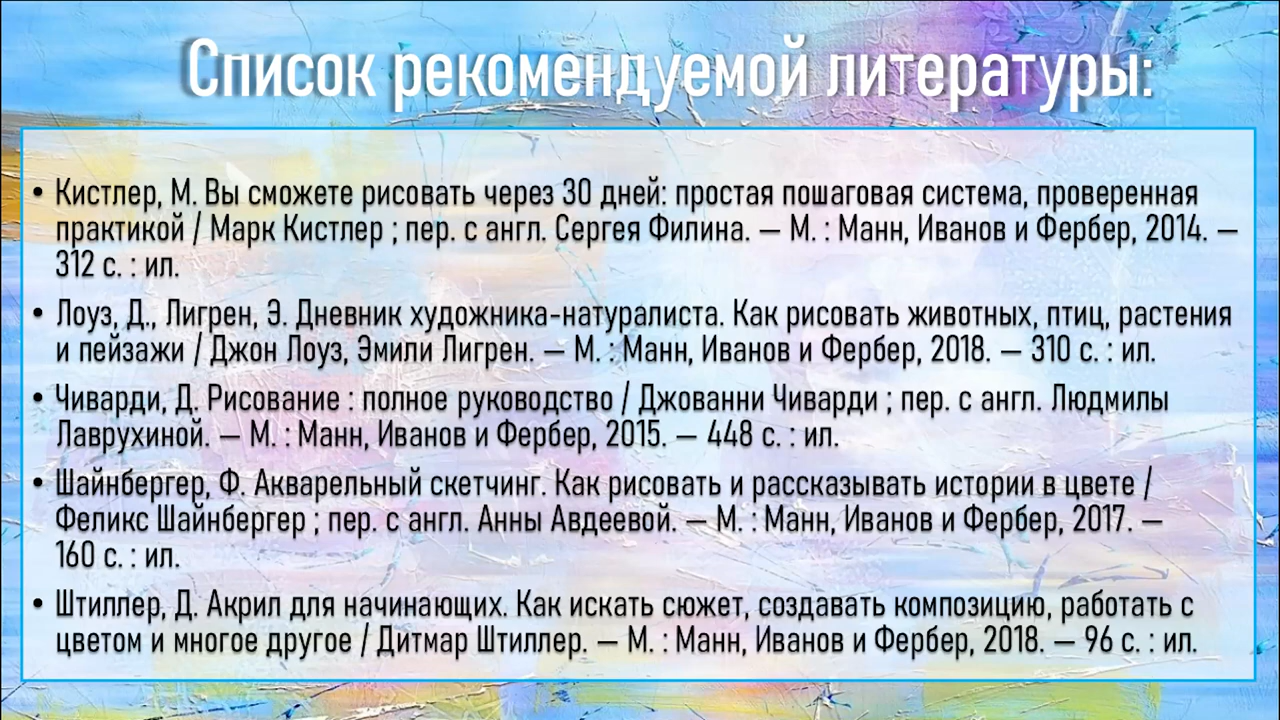 Список рекомендуемой литературы:
• Кистлер, М. Вы сможете рисовать через 30 дней: простая пошаговая система, проверенная
практикой / Марк Кистлер ; пер. с англ. Сергея Филина. — М. : Манн, Иванов и Фербер, 2014. —
312 с. : ил.
• Лоуз, Д., Лигрен, Э. Дневник художника-натуралиста. Как рисовать животных, птиц, растения
и пейзажи / Джон Лоуз, Эмили Лигрен. — М. : Манн, Иванов и Фербер, 2018. — 310 с. : ил.
• Чиварди, Д. Рисование : полное руководство / Джованни Чиварди ; пер. с англ. Людмилы
Лаврухиной. — М. : Манн, Иванов и Фербер, 2015. — 448 с. : ил.
• Шайнбергер, Ф. Акварельный скетчинг. Как рисовать и рассказывать истории в цвете /
Феликс Шайнбергер ; пер. с англ. Анны Авдеевой. — М. : Манн, Иванов и Фербер, 2017. —
160 с. : ил.
• Штиллер, Д. Акрил для начинающих. Как искать сюжет, создавать композицию, работать с
цветом и многое другое / Дитмар Штиллер. — М. : Манн, Иванов и Фербер, 2018. — 96 с. : ил.